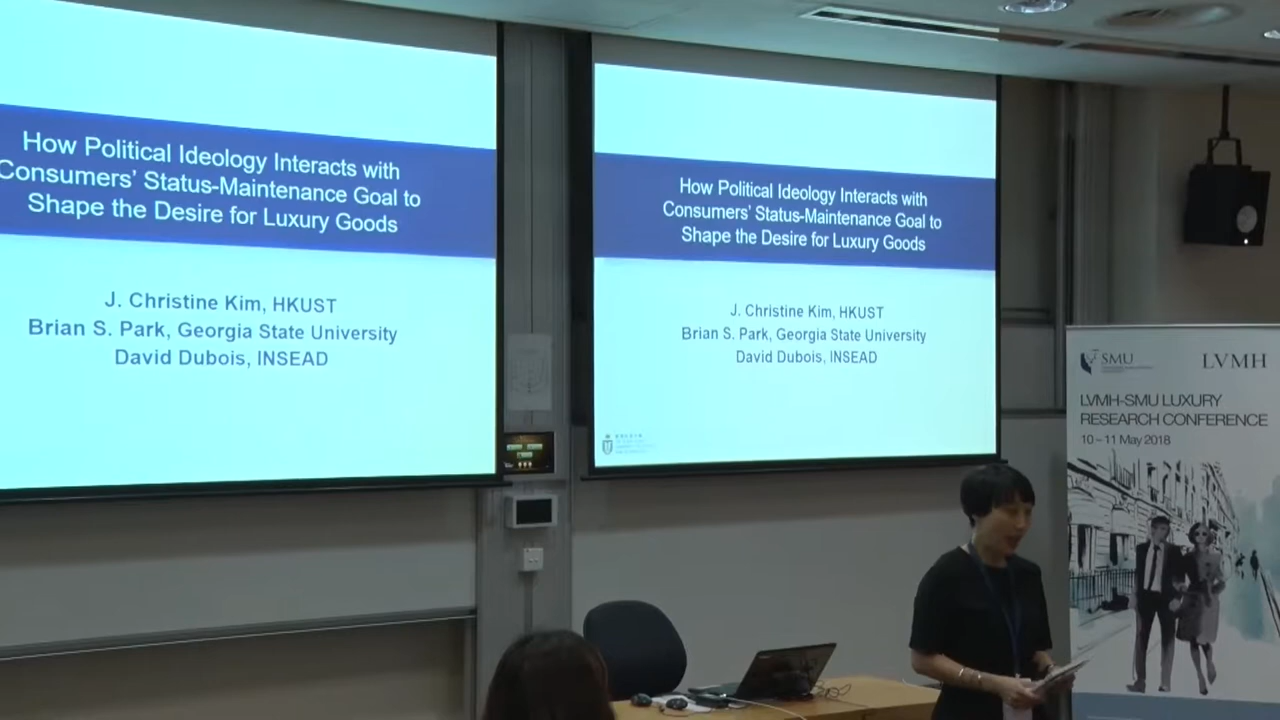 How Political Ideology Interacts with
Consumers' Status-Maintenance Goal to
Shape the Desire for Luxury Goods
J. Christine Kim, HKUST
Brian S. Park, Georgia State University
David Dubois, INSEAD
How Political Ideology Interacts with
Consumers' Status-Maintenance Goal to
Shape the Desire for Luxury Goods
J. Christine Kim, HKUST
Brian S. Park, Georgia State University
David Dubois, INSEAD
SMU
LVMH
LVMH-SMU LUXURY
RESEARCH CONFERENCE
10 – 11 May 2018